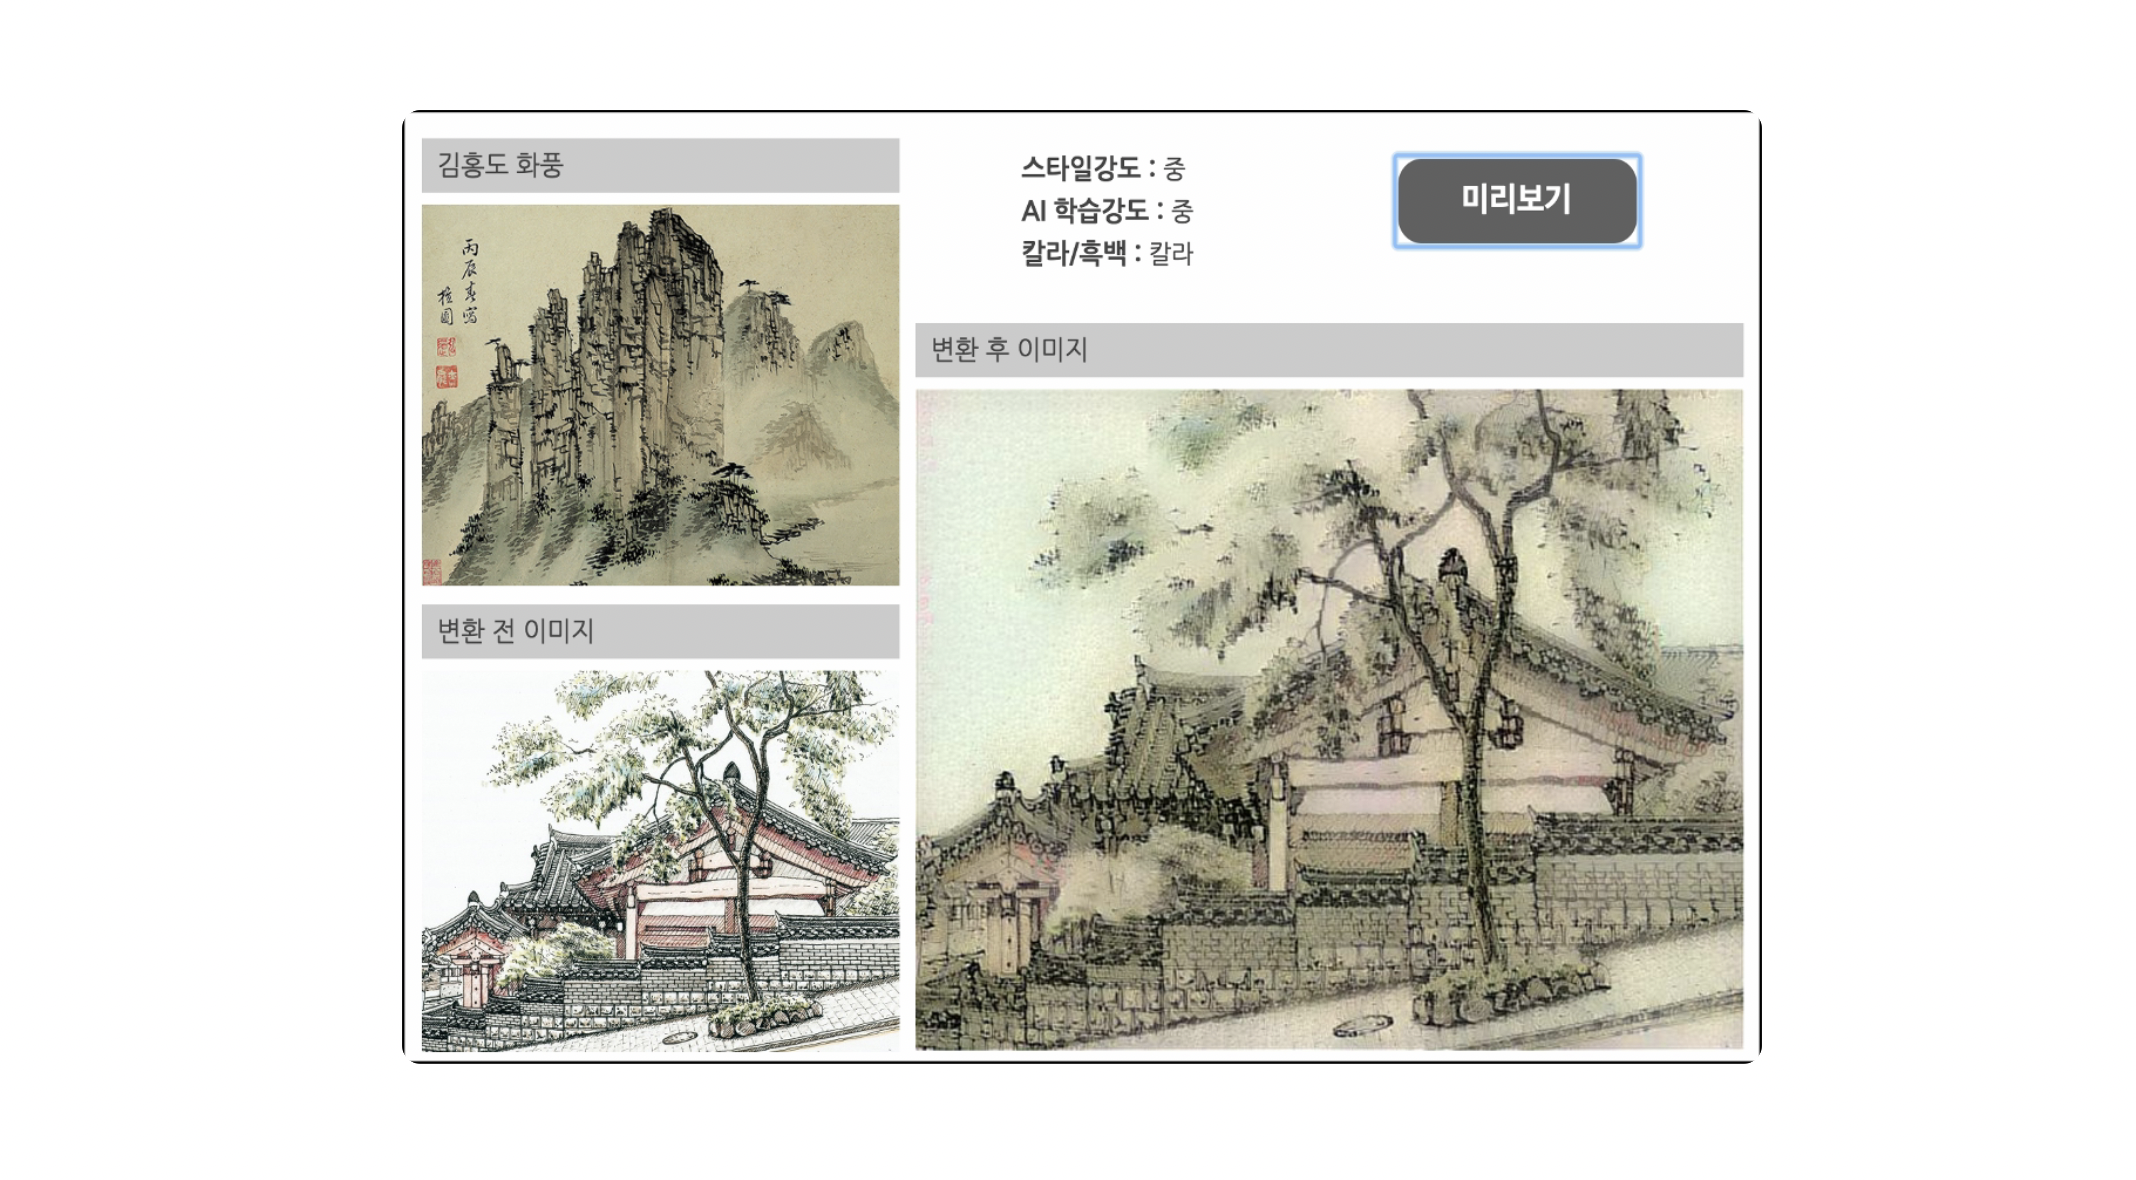 김홍도 화풍
丙辰春寫
檀園
변환 전 이미지
스타일강도 : 중
AI 학습강도 : 중
칼라/흑백 : 칼라
미리보기
변환 후 이미지